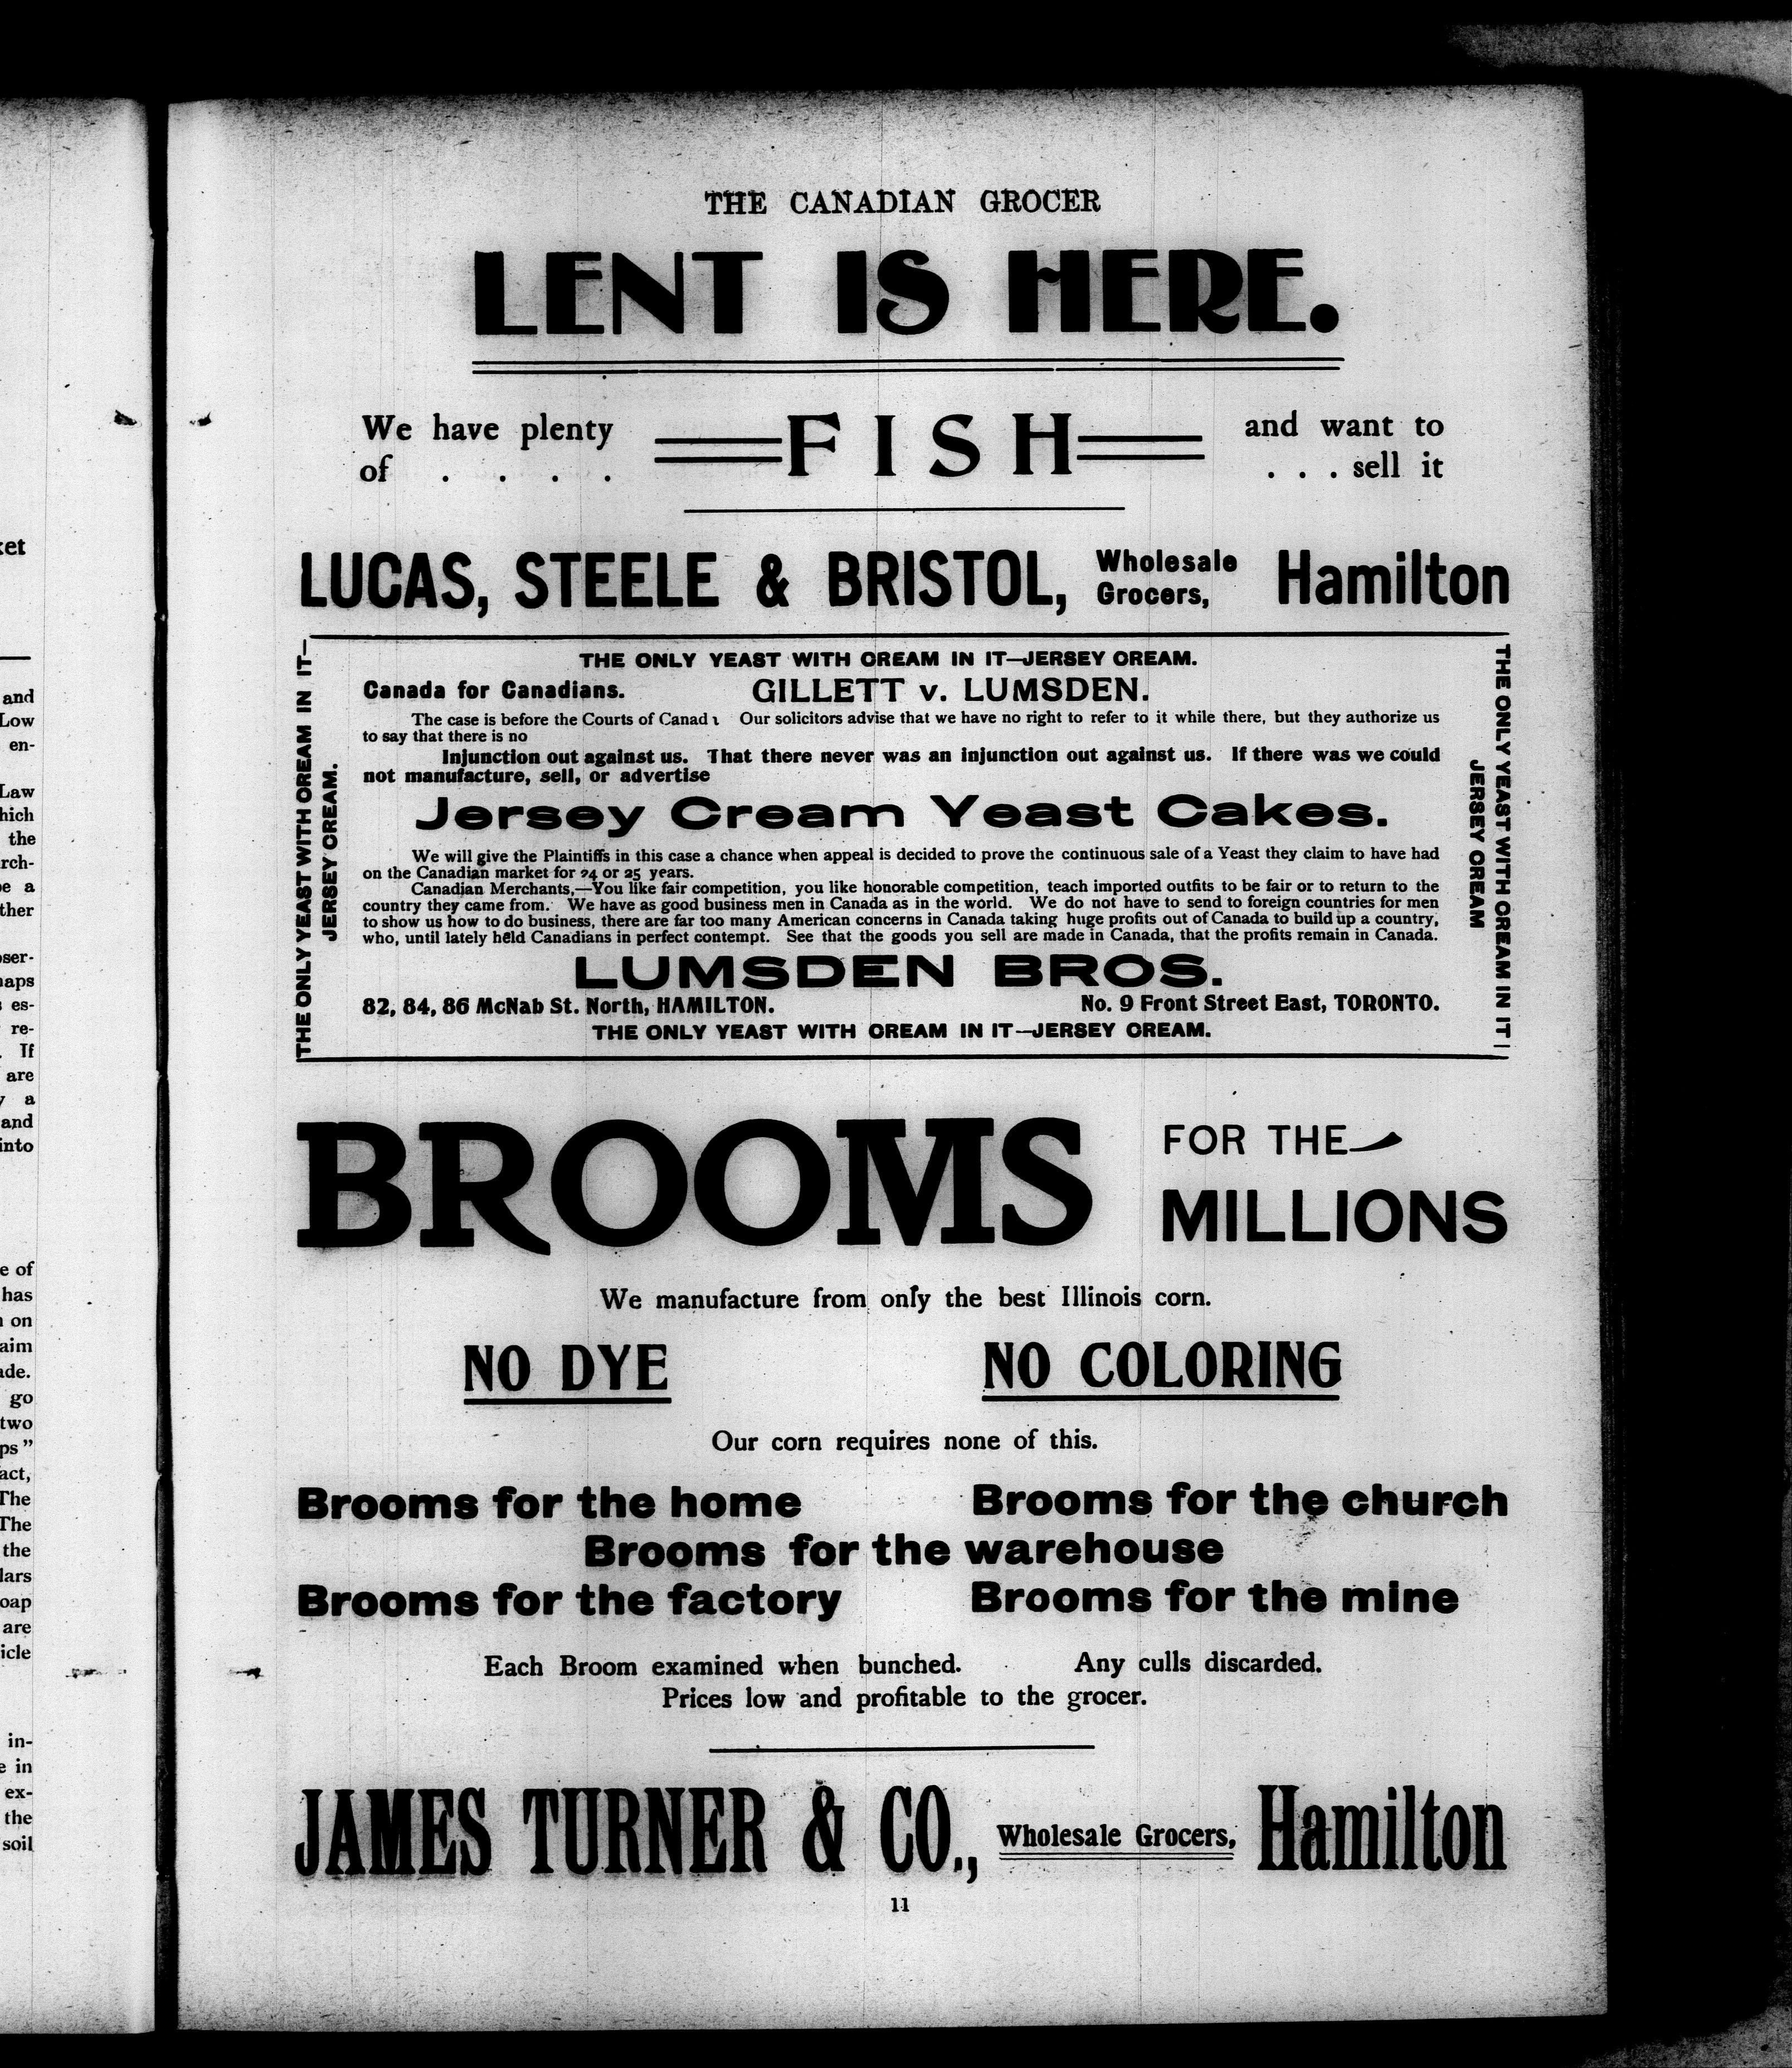 THE CANADIAN GROCER
LENT IS HERE.
We have plenty
of . . . .
FISH
and want to
. . . sell it
LUCAS, STEELE & BRISTOL, Wholesale Grocers, Hamilton
THE ONLY YEAST WITH CREAM IN IT—
JERSEY CREAM.
THE ONLY YEAST WITH CREAM IN IT—JERSEY CREAM.
Canada for Canadians. GILLETT v. LUMSDEN.
The case is before the Courts of Canad Our solicitors advise that we have no right to refer to it while there, but they authorize us
to say that there is no
Injunction out against us. That there never was an injunction out against us. If there was we could
not manufacture, sell, or advertise
Jersey Cream Yeast Cakes.
We will give the Plaintiffs in this case a chance when appeal is decided to prove the continuous sale of a Yeast they claim to have had
on the Canadian market for 24 or 25 years.
Canadian Merchants,—You like fair competition, you like honorable competition, teach imported outfits to be fair or to return to the
country they came from. We have as good business men in Canada as in the world. We do not have to send to foreign countries for men
to show us how to do business, there are far too many American concerns in Canada taking huge profits out of Canada to build up a country,
who, until lately held Canadians in perfect contempt. See that the goods you sell are made in Canada, that the profits remain in Canada.
LUMSDEN BROS.
82, 84, 86 McNab St. North, HAMILTON. No. 9 Front Street East, TORONTO.
THE ONLY YEAST WITH CREAM IN IT—JERSEY CREAM.
THE ONLY YEAST WITH CREAM IN IT
JERSEY CREAM
BROOMS FOR THE
MILLIONS
We manufacture from only the best Illinois corn.
NO DYE NO COLORING
Our corn requires none of this.
Brooms for the home Brooms for the church
Brooms for the warehouse
Brooms for the factory Brooms for the mine
Each Broom examined when bunched. Any culls discarded.
Prices low and profitable to the grocer.
JAMES TURNER & CO., Wholesale Grocers, Hamilton
11